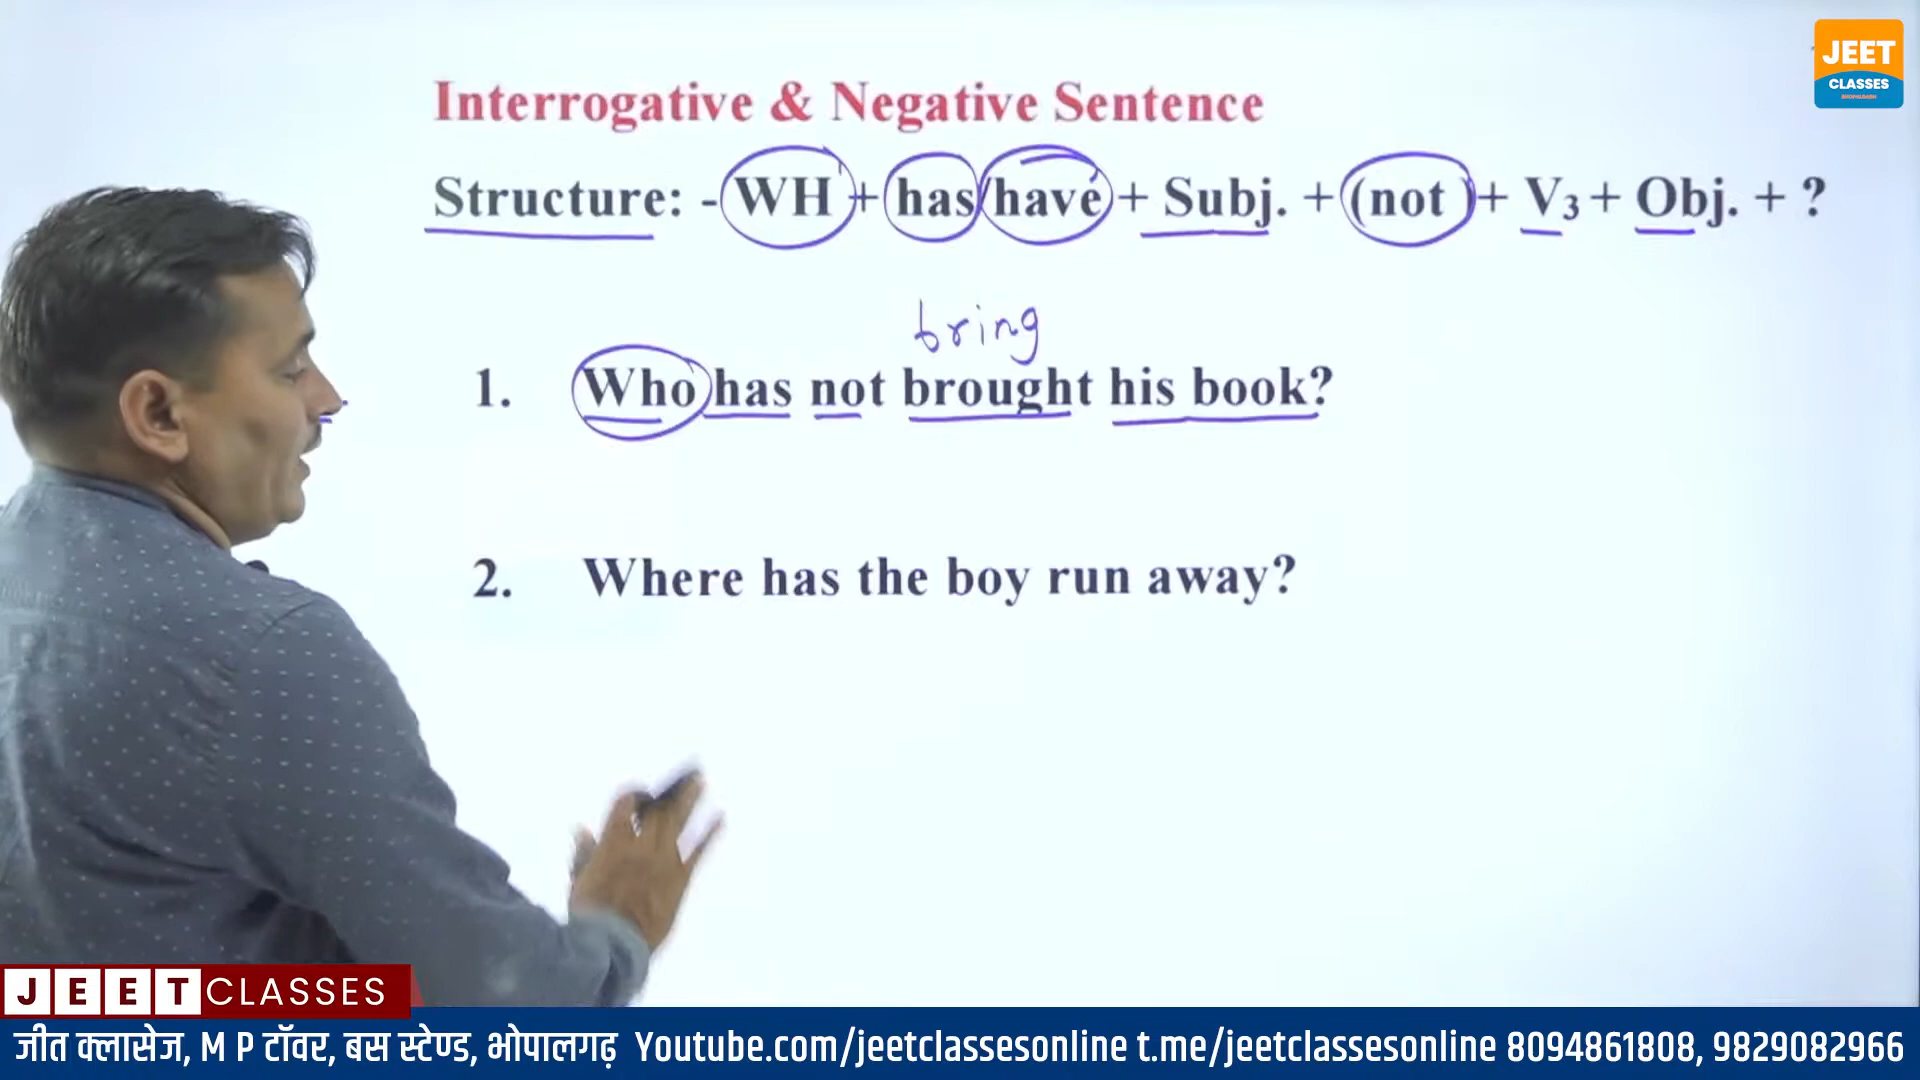 JEET
CLASSES
Interrogative & Negative Sentence
Structure: - WH + has/have + Subj. + (not ) + V₃ + Obj. + ?
bring
1. Who has not brought his book?
2. Where has the boy run away?
JEET CLASSES
जीत क्लासेज, M P टॉवर, बस स्टेण्ड, भोपालगढ़ Youtube.com/jeetclassesonline t.me/jeetclassesonline 8094861808, 9829082966